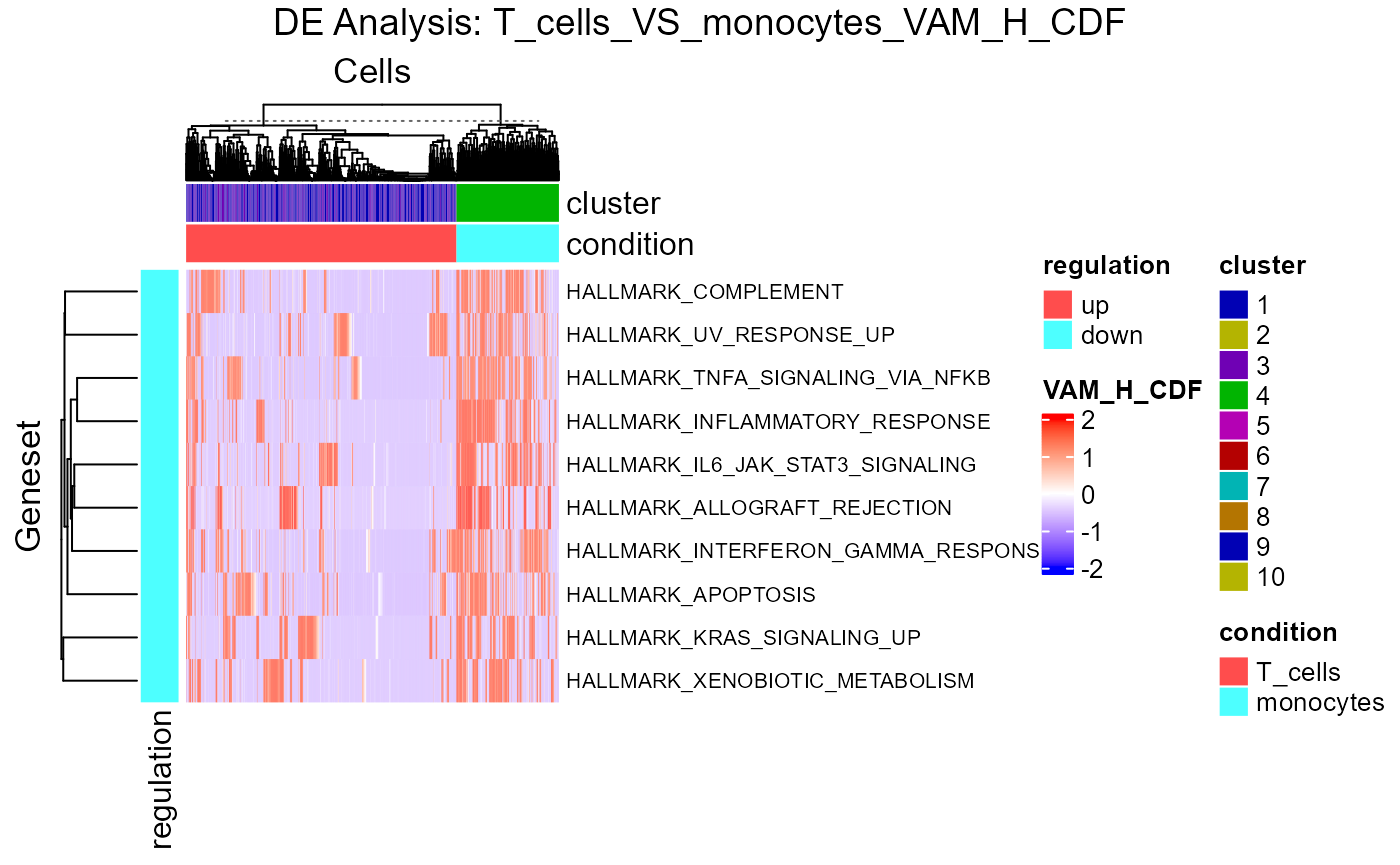 DE Analysis: T_cells_VS_monocytes_VAM_H_CDF
Cells
cluster
condition
HALLMARK_COMPLEMENT
HALLMARK_UV_RESPONSE_UP
HALLMARK_TNFA_SIGNALING_VIA_NFKB
HALLMARK_INFLAMMATORY_RESPONSE
HALLMARK_IL6_JAK_STAT3_SIGNALING
HALLMARK_ALLOGRAFT_REJECTION
HALLMARK_INTERFERON_GAMMA_RESPONS
HALLMARK_APOPTOSIS
HALLMARK_KRAS_SIGNALING_UP
HALLMARK_XENOBIOTIC_METABOLISM
Geneset
regulation
regulation
up
down
VAM_H_CDF
2
1
0
-1
-2
cluster
1
2
3
4
5
6
7
8
9
10
condition
T_cells
monocytes